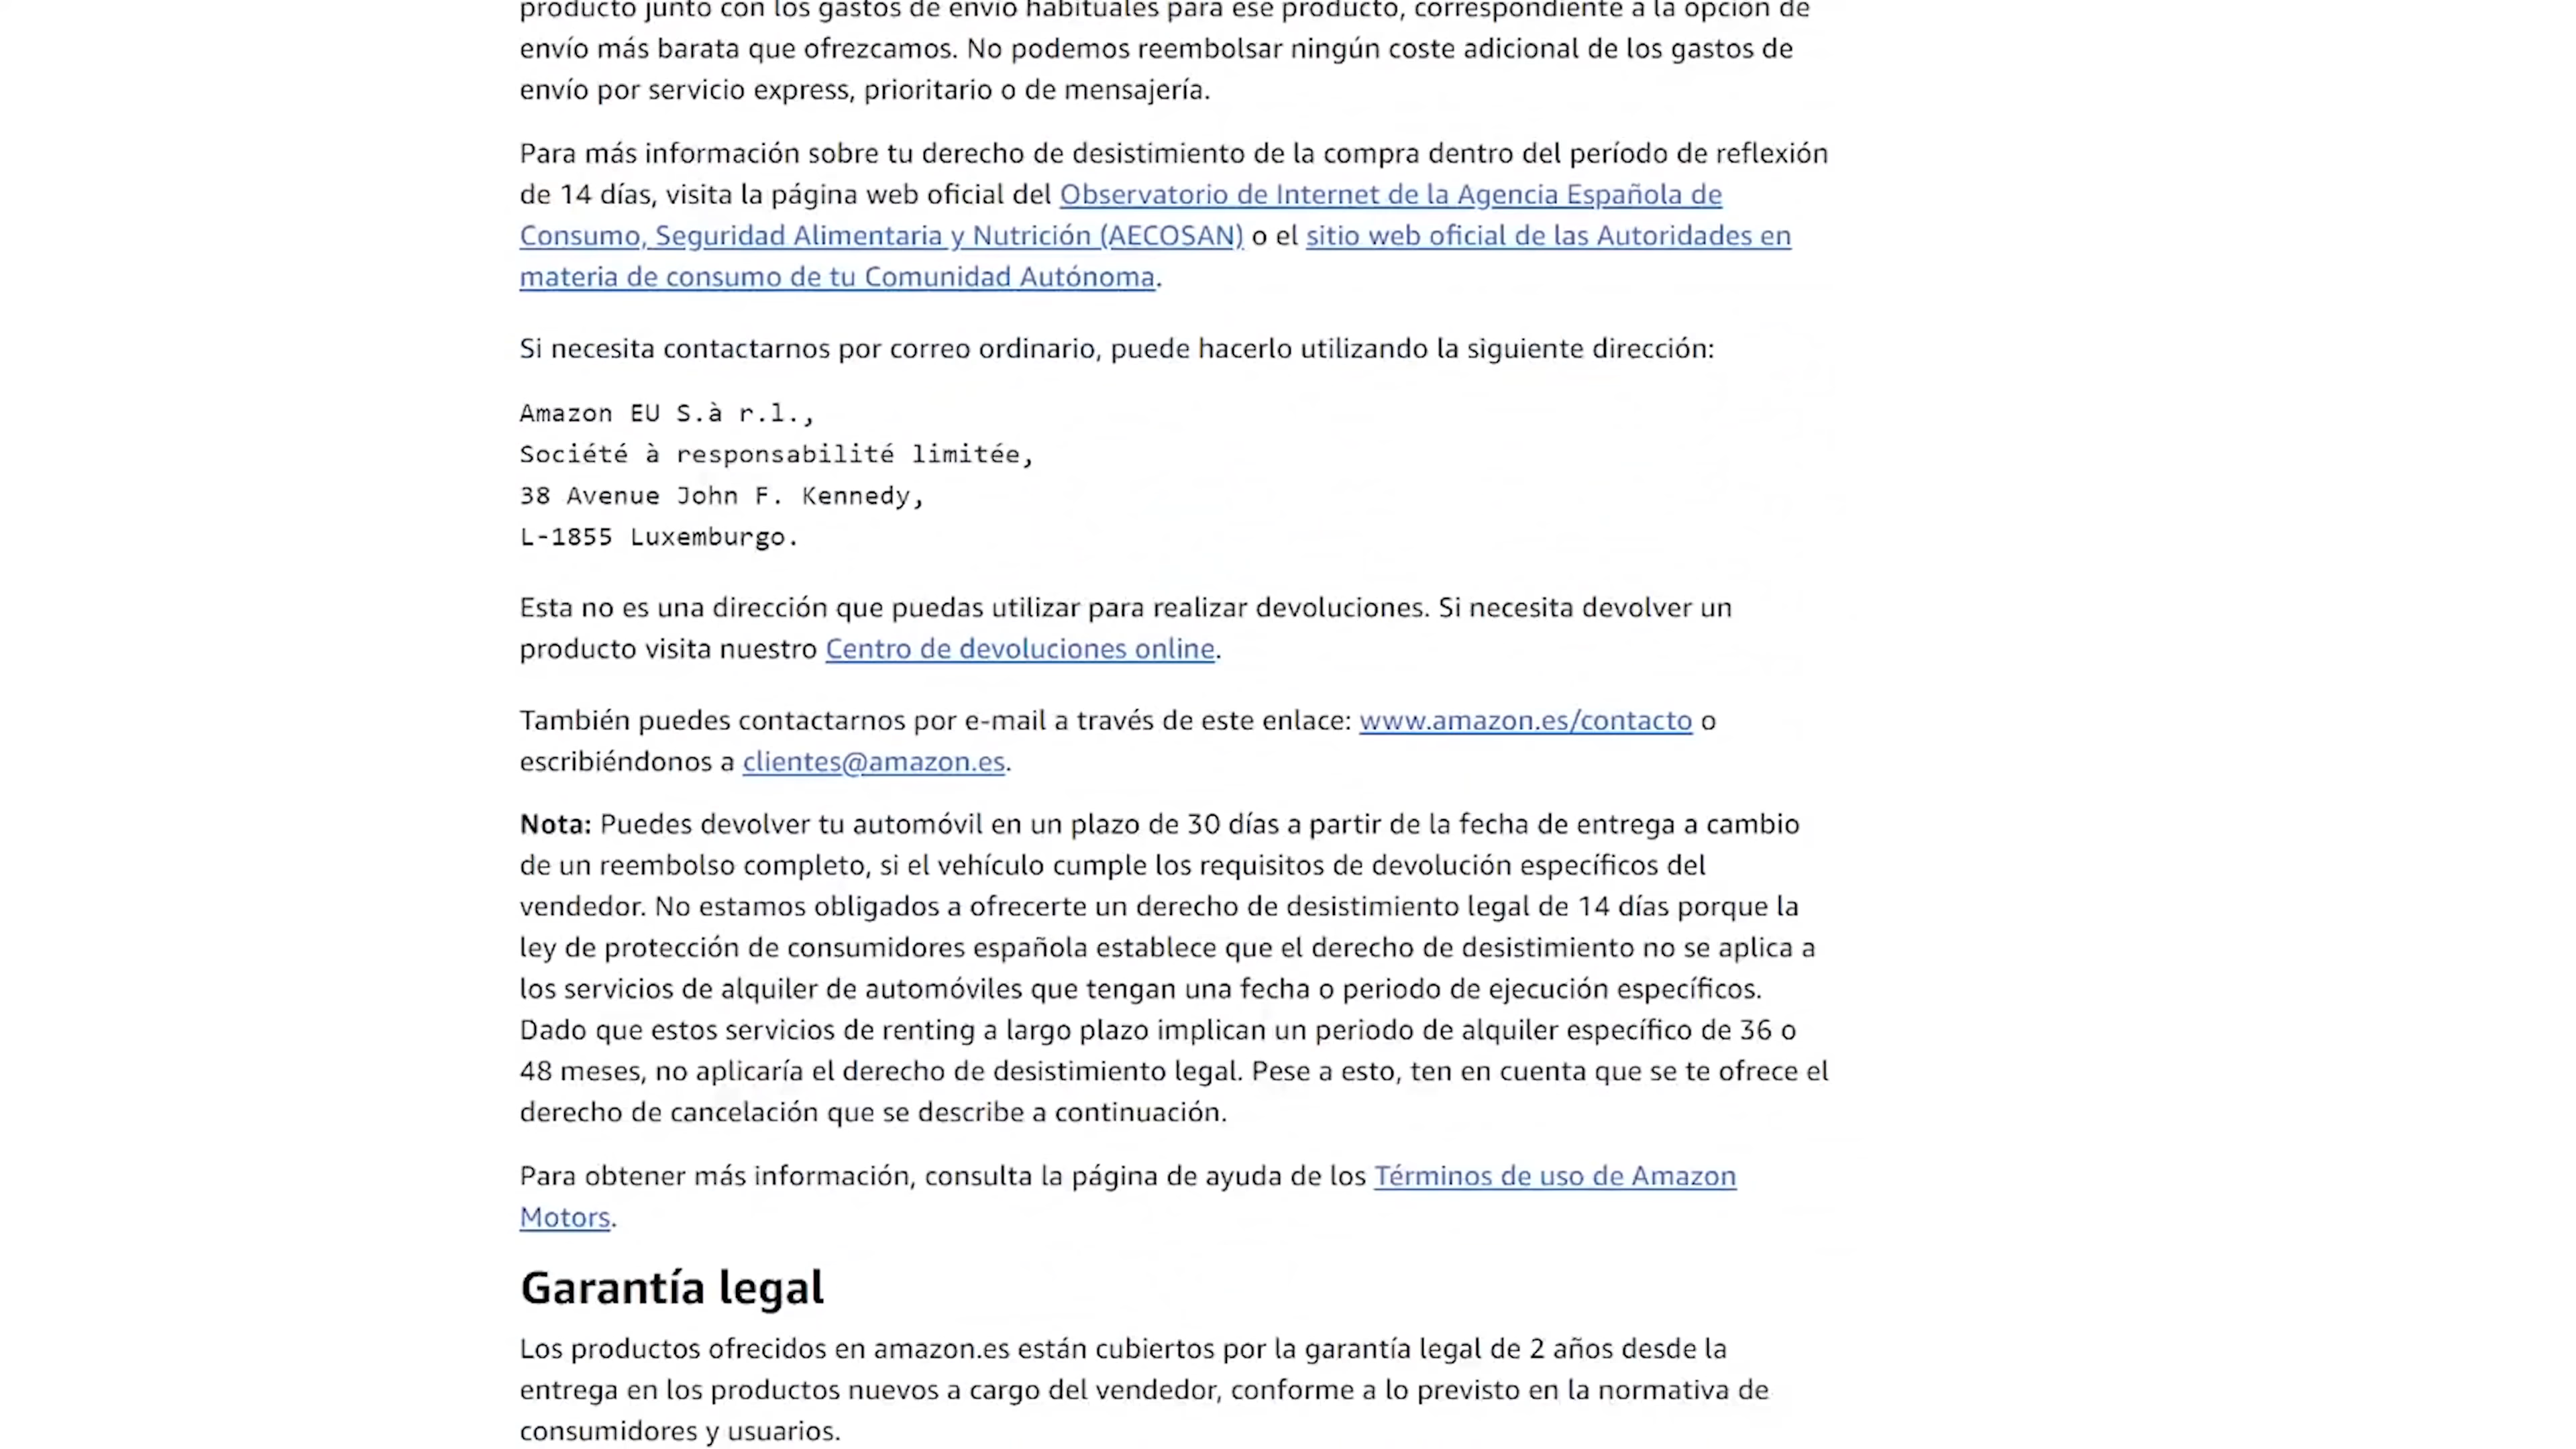 producto junto con los gastos de envío habituales para ese producto, correspondiente a la opción de
envío más barata que ofrezcamos. No podemos reembolsar ningún coste adicional de los gastos de
envío por servicio express, prioritario o de mensajería.
Para más información sobre tu derecho de desistimiento de la compra dentro del período de reflexión
de 14 días, visita la página web oficial del Observatorio de Internet de la Agencia Española de
Consumo, Seguridad Alimentaria y Nutrición (AECOSAN) o el sitio web oficial de las Autoridades en
materia de consumo de tu Comunidad Autónoma.
Si necesita contactarnos por correo ordinario, puede hacerlo utilizando la siguiente dirección:
Amazon EU S.à r.l.,
Société à responsabilité limitée,
38 Avenue John F. Kennedy,
L-1855 Luxemburgo.
Esta no es una dirección que puedas utilizar para realizar devoluciones. Si necesita devolver un
producto visita nuestro Centro de devoluciones online.
También puedes contactarnos por e-mail a través de este enlace: www.amazon.es/contacto o
escribiéndonos a clientes@amazon.es.
Nota: Puedes devolver tu automóvil en un plazo de 30 días a partir de la fecha de entrega a cambio
de un reembolso completo, si el vehículo cumple los requisitos de devolución específicos del
vendedor. No estamos obligados a ofrecerte un derecho de desistimiento legal de 14 días porque la
ley de protección de consumidores española establece que el derecho de desistimiento no se aplica a
los servicios de alquiler de automóviles que tengan una fecha o periodo de ejecución específicos.
Dado que estos servicios de renting a largo plazo implican un periodo de alquiler específico de 36 o
48 meses, no aplicaría el derecho de desistimiento legal. Pese a esto, ten en cuenta que se te ofrece el
derecho de cancelación que se describe a continuación.
Para obtener más información, consulta la página de ayuda de los Términos de uso de Amazon
Motors.
Garantía legal
Los productos ofrecidos en amazon.es están cubiertos por la garantía legal de 2 años desde la
entrega en los productos nuevos a cargo del vendedor, conforme a lo previsto en la normativa de
consumidores y usuarios.